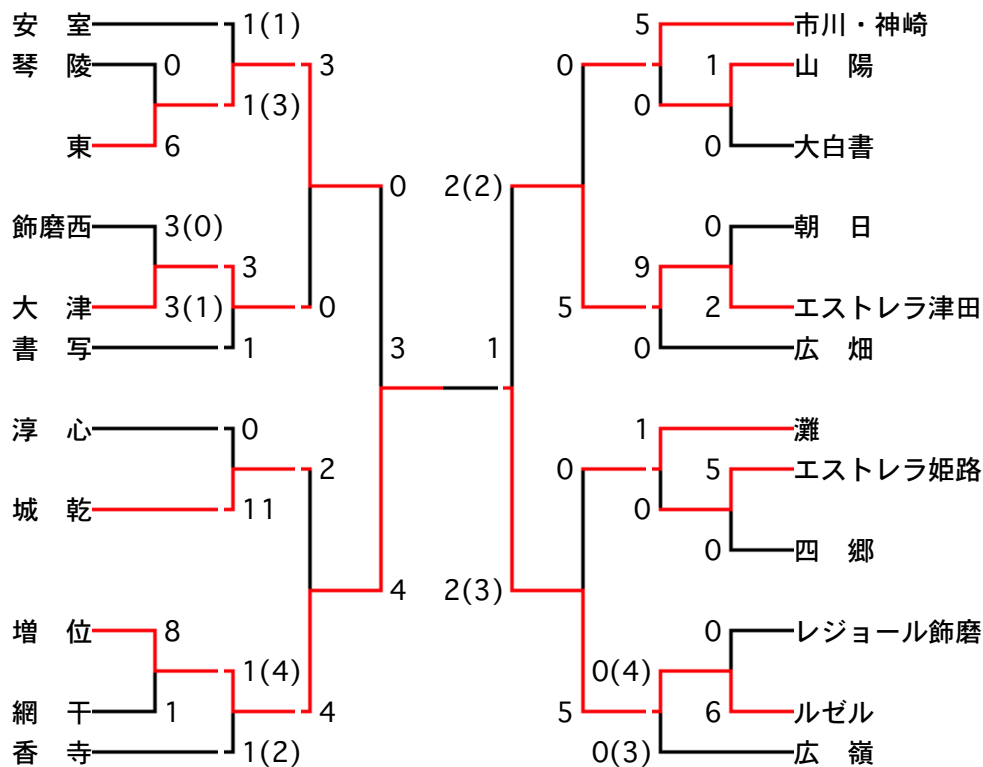 安　室 1(1) 5 市川・神崎
琴　陵 0 3 0 1 山　陽
1(3) 0
東 6 0 大白書
0 2(2)
飾磨西 3(0) 0 朝　日
3 9
大　津 3(1) 0 5 2 エストレラ津田
書　写 1 3 1 0 広　畑
淳　心 0 1 灘
2 0 5 エストレラ姫路
城　乾 11 0
0 四　郷
4 2(3)
増　位 8 0 レジョール飾磨
1(4) 0(4)
網　干 1 4 5 6 ルゼル
香　寺 1(2) 0(3) 広　嶺